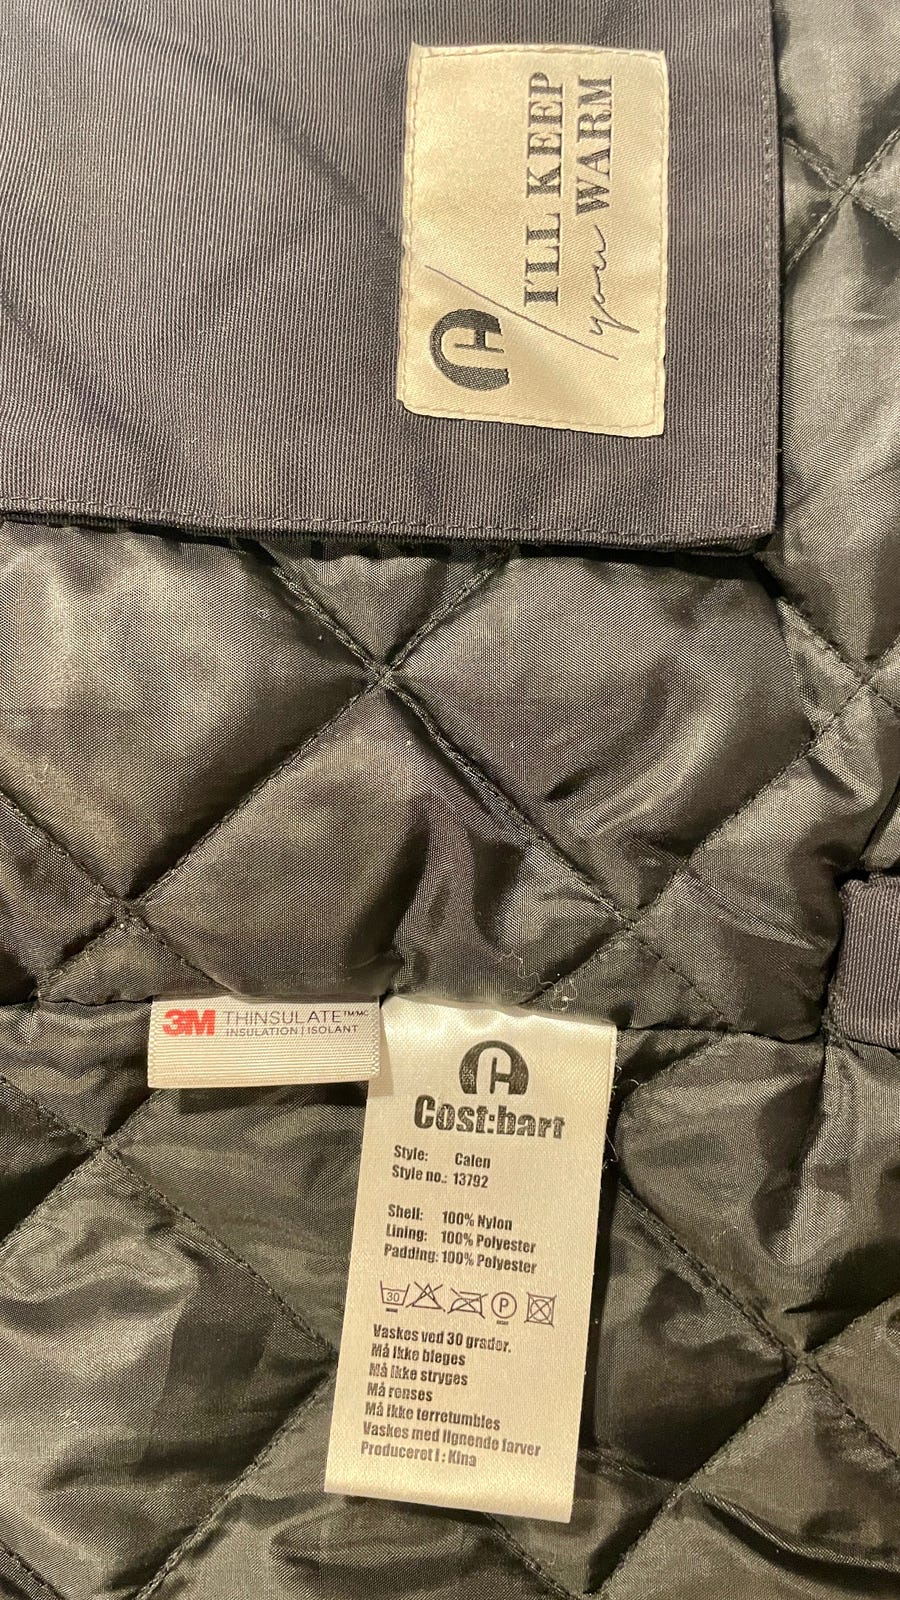 I'LL KEEP
you WARM
3M THINSULATE™/MC
INSULATION | ISOLANT
Cost:bart
Style: Calen
Style no.: 13792
Shell: 100% Nylon
Lining: 100% Polyester
Padding: 100% Polyester
30 P
Vaskes ved 30 grader.
Må ikke bleges
Må ikke stryges
Må renses
Må ikke tørretumbles
Vaskes med lignende farver
Produceret i : Kina